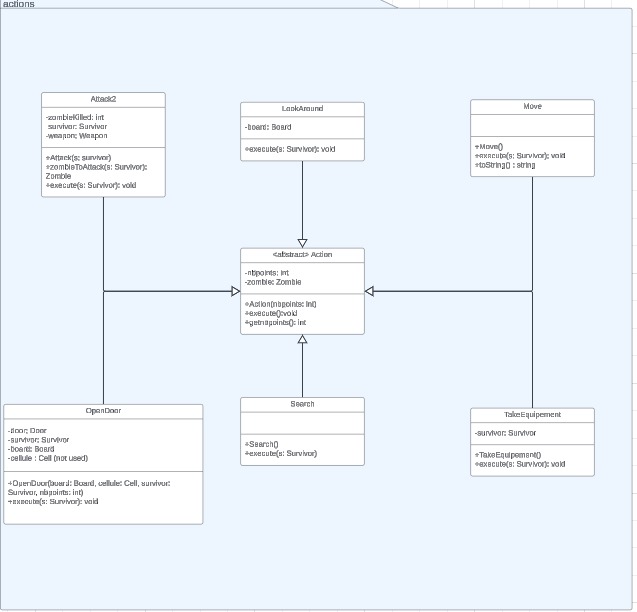 actions
Attack2
-zombieKilled: int
survivor: Survivor
-weapon: Weapon
+Attack(s: survivor)
+zombieToAttack(s: Survivor):
Zombie
+execute(s: Survivor): void
LookAround
-board: Board
+execute(s: Survivor): void
Move
+Move()
+execute(s: Survivor): void
+toString() : string
<abstract> Action
-nbpoints: int
-zombie: Zombie
+Action(nbpoints: int)
+execute():void
+getnbpoints(): int
OpenDoor
-door: Door
-survivor: Survivor
-board: Board
-cellule : Cell (not used)
+OpenDoor(board: Board, cellule: Cell, survivor:
Survivor, nbpoints: int)
+execute(s: Survivor): void
Search
+Search()
+execute(s: Survivor)
TakeEquipement
-survivor: Survivor
+TakeEquipement()
+execute(s: Survivor): void